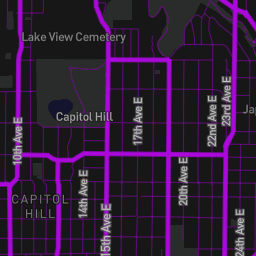 Lake View Cemetery
Capitol Hill
17th Ave E
22nd Ave E
23rd Ave E
10th Ave E
14th Ave E
20th Ave E
15th Ave E
24th Ave E
CAPITOL
HILL